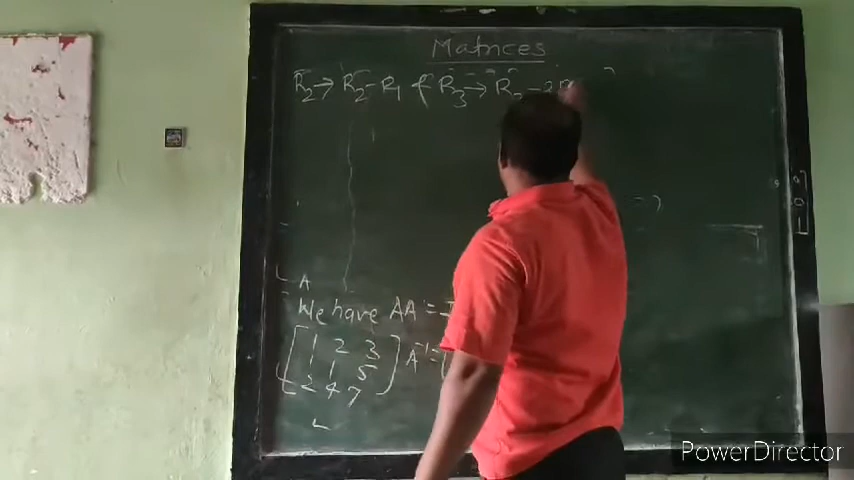 Matrices
R₂→ R₂-R₁ & R₃→ R₃-2R
We have AA⁻¹ = I
[1 2 3
1 1 5] A⁻¹ = [
2 4 7
PowerDirector